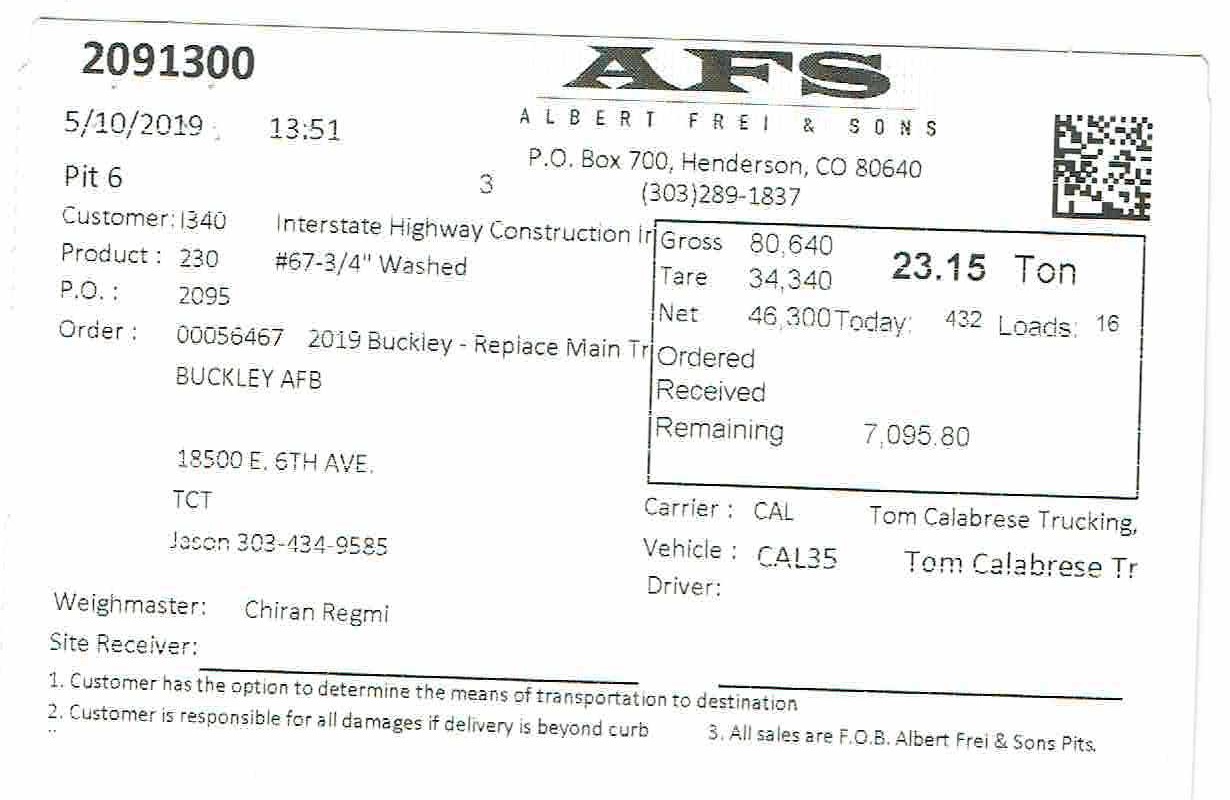 2091300
AFS
ALBERT FREI & SONS
5/10/2019 13:51
P.O. Box 700, Henderson, CO 80640
Pit 6 3 (303)289-1837
Customer: I340 Interstate Highway Construction Ir
Product : 230 #67-3/4" Washed
P.O. : 2095
Order : 00056467 2019 Buckley - Replace Main Tr
BUCKLEY AFB
18500 E. 6TH AVE.
TCT
Jason 303-434-9585
Gross 80,640 23.15 Ton
Tare 34,340
Net 46,300 Today: 432 Loads: 16
Ordered
Received
Remaining 7,095.80
Carrier : CAL Tom Calabrese Trucking,
Vehicle : CAL35 Tom Calabrese Tr
Driver:
Weighmaster: Chiran Regmi
Site Receiver:
1. Customer has the option to determine the means of transportation to destination
2. Customer is responsible for all damages if delivery is beyond curb 3. All sales are F.O.B. Albert Frei & Sons Pits.